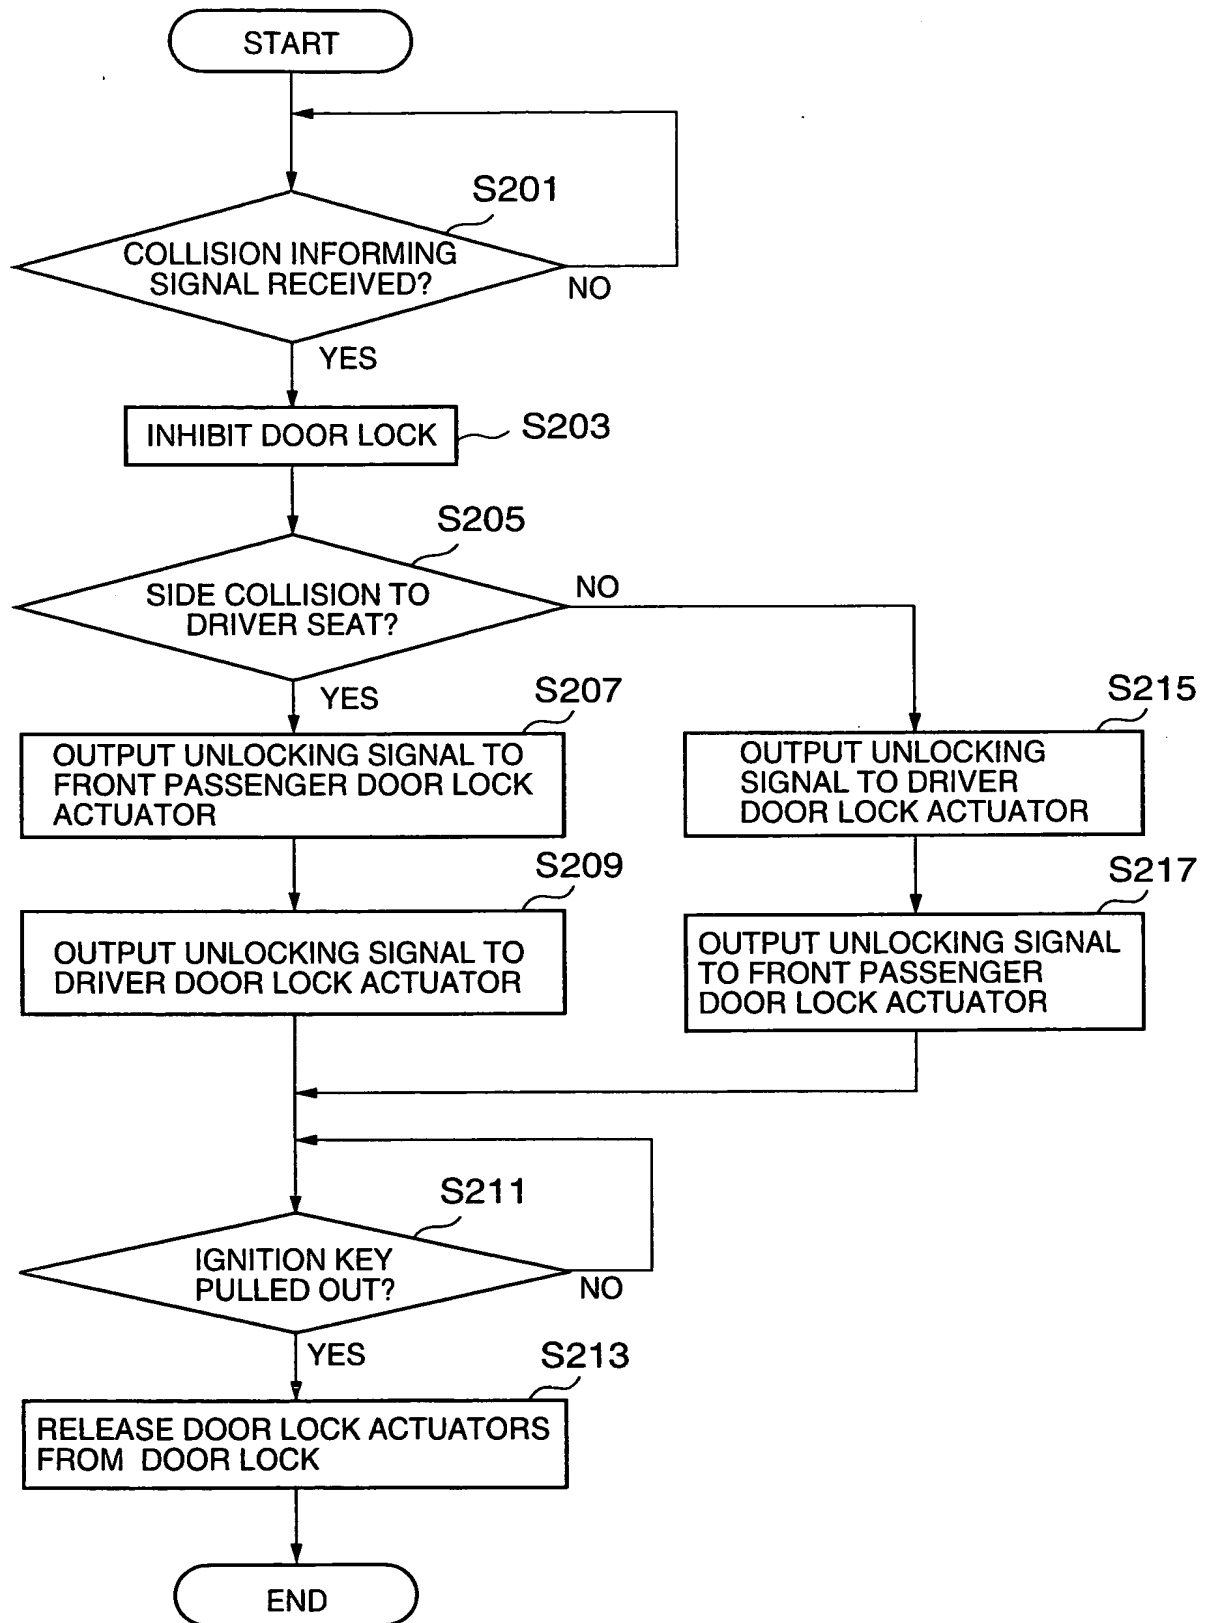 START
S201
COLLISION INFORMING
SIGNAL RECEIVED?
NO
YES
INHIBIT DOOR LOCK
S203
S205
SIDE COLLISION TO
DRIVER SEAT?
NO
YES
S207
OUTPUT UNLOCKING SIGNAL TO
FRONT PASSENGER DOOR LOCK
ACTUATOR
S215
OUTPUT UNLOCKING
SIGNAL TO DRIVER
DOOR LOCK ACTUATOR
S209
OUTPUT UNLOCKING SIGNAL TO
DRIVER DOOR LOCK ACTUATOR
S217
OUTPUT UNLOCKING SIGNAL
TO FRONT PASSENGER
DOOR LOCK ACTUATOR
S211
IGNITION KEY
PULLED OUT?
NO
YES
S213
RELEASE DOOR LOCK ACTUATORS
FROM DOOR LOCK
END